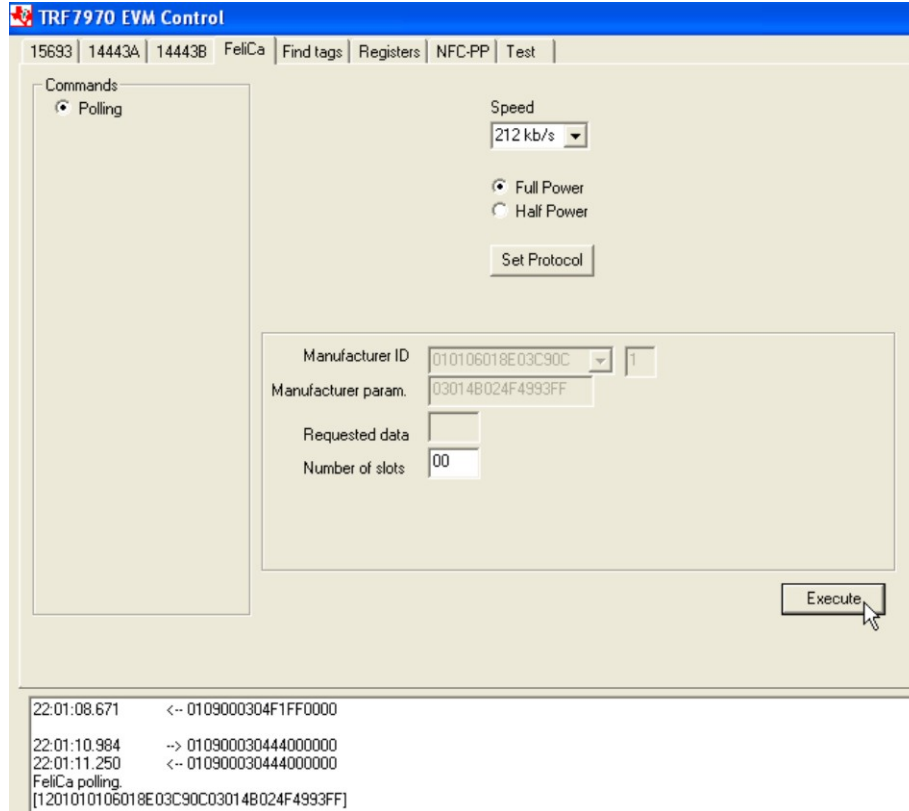 TRF7970 EVM Control
15693 14443A 14443B FeliCa Find tags Registers NFC-PP Test
Commands
Polling
Speed
212 kb/s
Full Power
Half Power
Set Protocol
Manufacturer ID 010106018E03C90C 1
Manufacturer param. 03014B024F4993FF
Requested data
Number of slots 00
Execute
22:01:08.671 <-- 0109000304F1FF0000
22:01:10.984 --> 010900030444000000
22:01:11.250 <-- 010900030444000000
FeliCa polling.
[1201010106018E03C90C03014B024F4993FF]